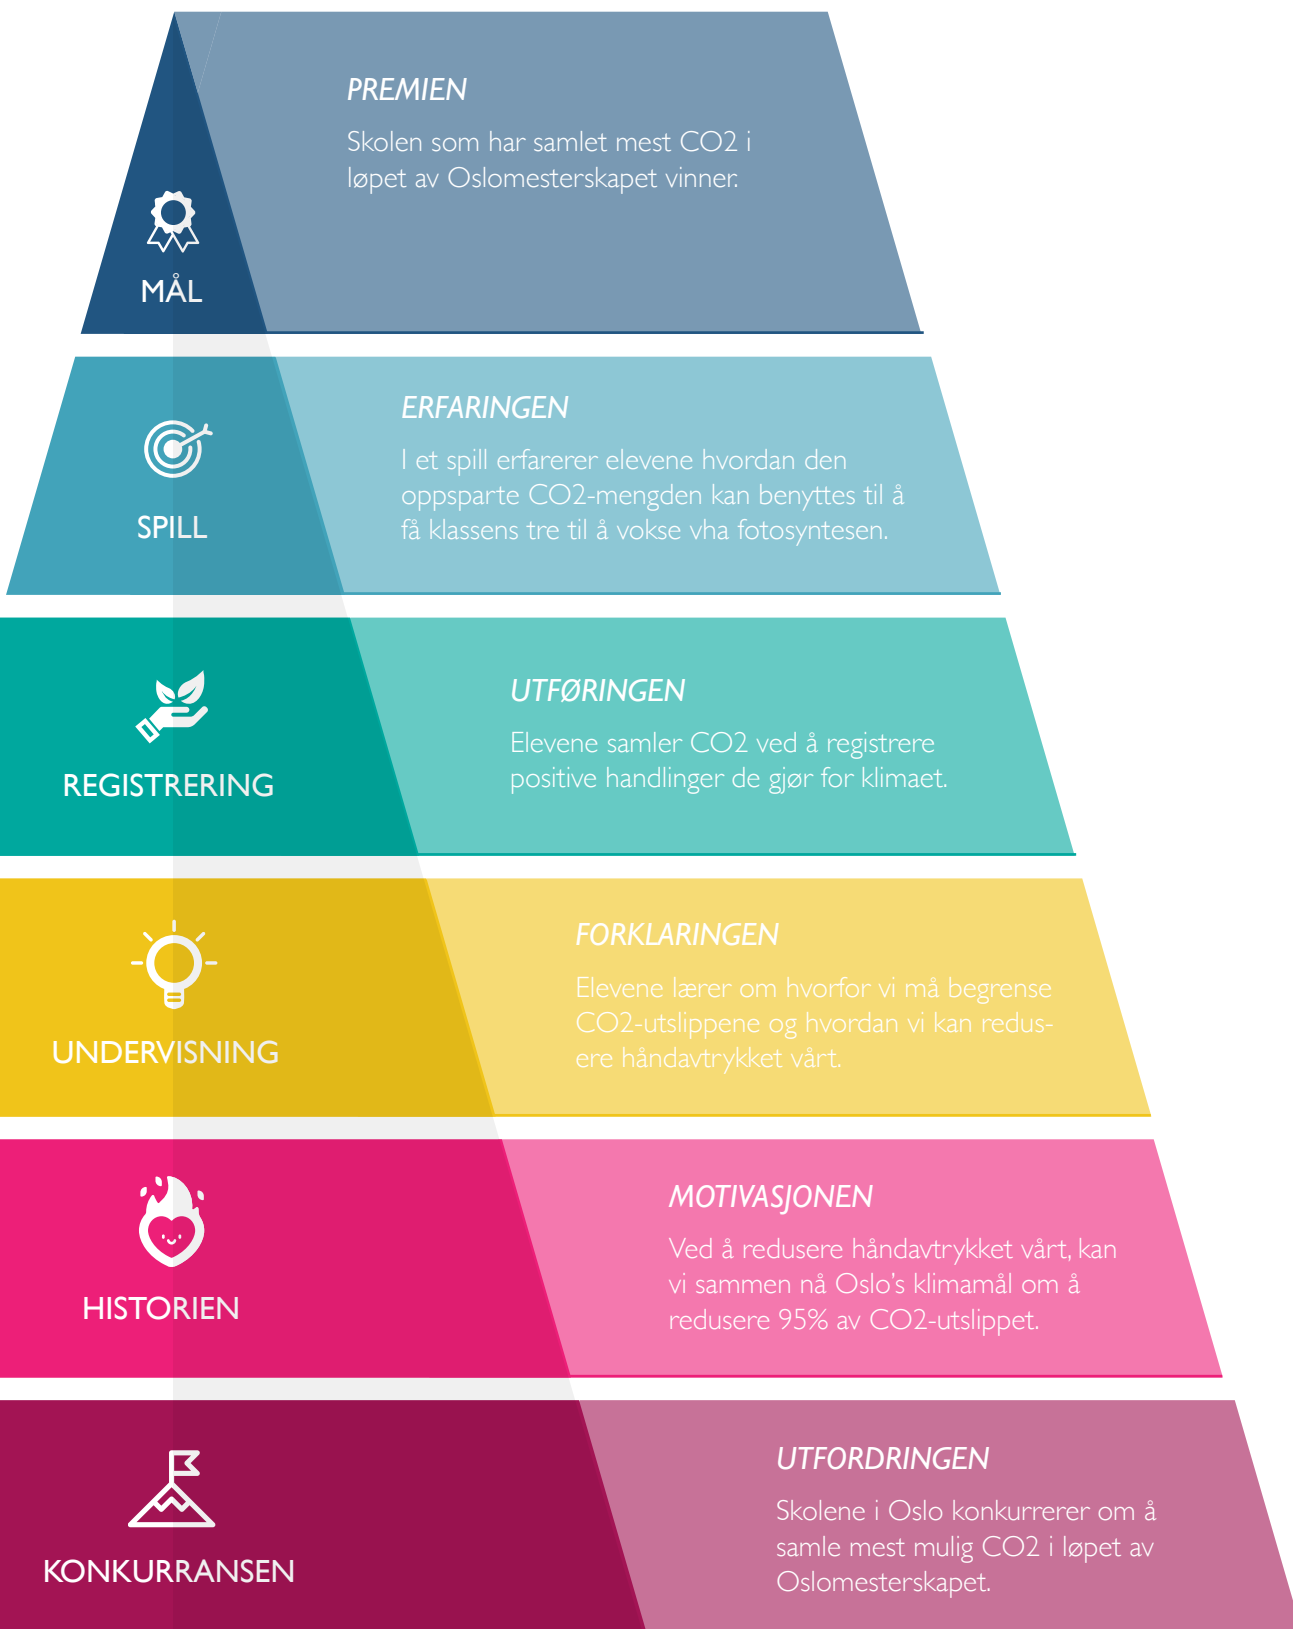 MÅL
PREMIEN
Skolen som har samlet mest CO2 i
løpet av Oslomesterskapet vinner.
SPILL
ERFARINGEN
I et spill erfarerer elevene hvordan den
oppsparte CO2-mengden kan benyttes til å
få klassens tre til å vokse vha fotosyntesen.
REGISTRERING
UTFØRINGEN
Elevene samler CO2 ved å registrere
positive handlinger de gjør for klimaet.
UNDERVISNING
FORKLARINGEN
Elevene lærer om hvorfor vi må begrense
CO2-utslippene og hvordan vi kan redus-
ere håndavtrykket vårt.
HISTORIEN
MOTIVASJONEN
Ved å redusere håndavtrykket vårt, kan
vi sammen nå Oslo's klimamål om å
redusere 95% av CO2-utslippet.
KONKURRANSEN
UTFORDRINGEN
Skolene i Oslo konkurrerer om å
samle mest mulig CO2 i løpet av
Oslomesterskapet.